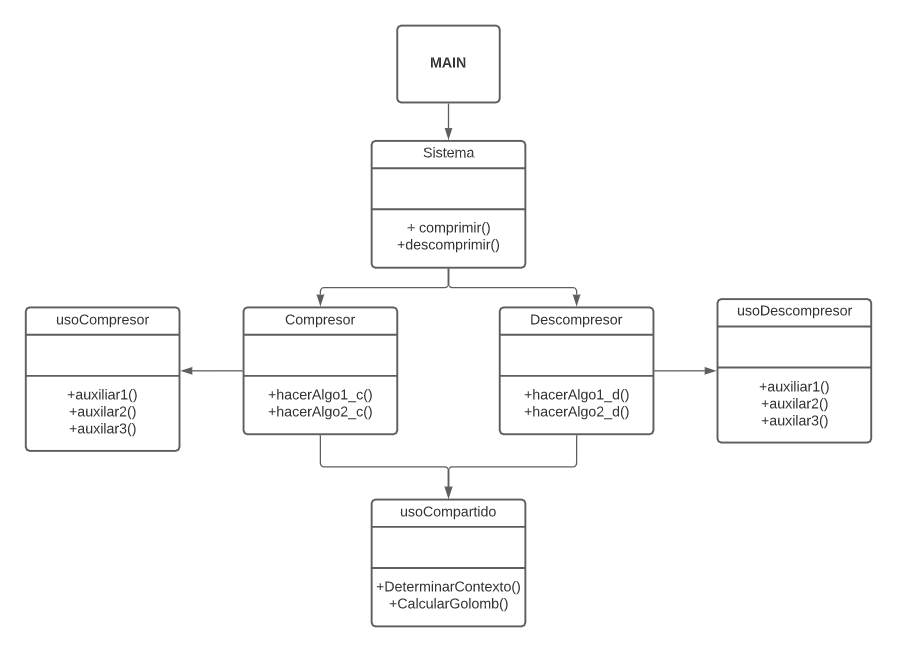 MAIN
Sistema
+ comprimir()
+descomprimir()
usoCompresor
+auxiliar1()
+auxilar2()
+auxilar3()
Compresor
+hacerAlgo1_c()
+hacerAlgo2_c()
Descompresor
+hacerAlgo1_d()
+hacerAlgo2_d()
usoDescompresor
+auxiliar1()
+auxilar2()
+auxilar3()
usoCompartido
+DeterminarContexto()
+CalcularGolomb()